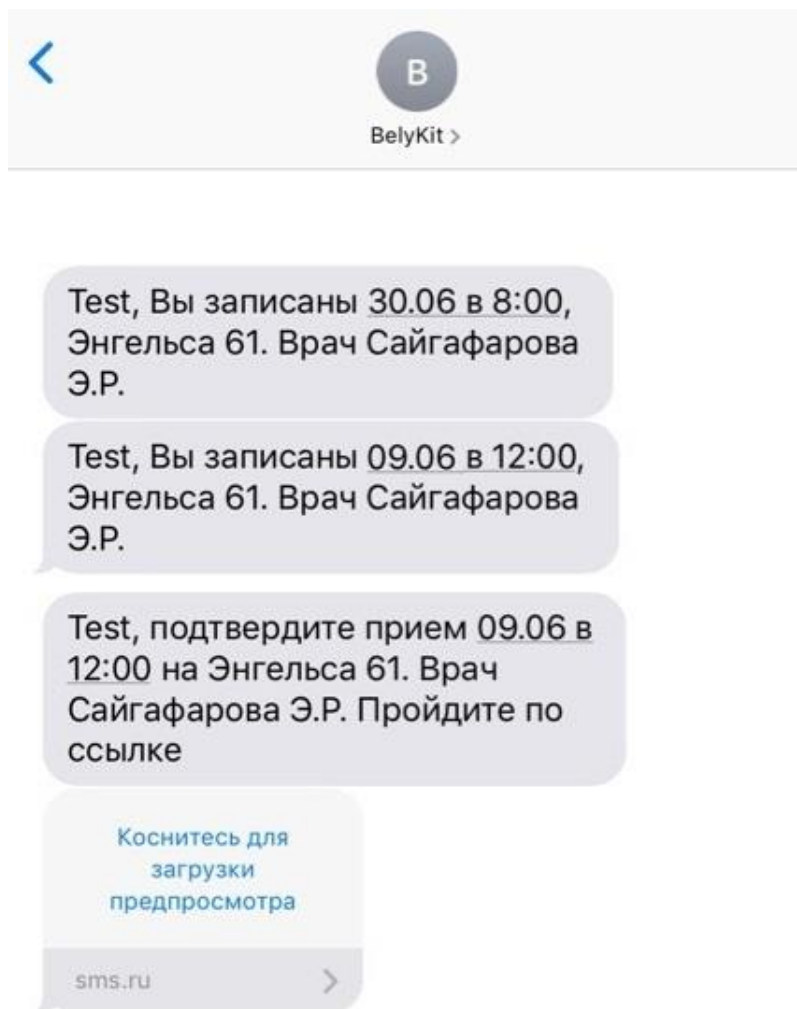 B
BelyKit >
Test, Вы записаны 30.06 в 8:00,
Энгельса 61. Врач Сайгафарова
Э.Р.
Test, Вы записаны 09.06 в 12:00,
Энгельса 61. Врач Сайгафарова
Э.Р.
Test, подтвердите прием 09.06 в
12:00 на Энгельса 61. Врач
Сайгафарова Э.Р. Пройдите по
ссылке
Коснитесь для
загрузки
предпросмотра
sms.ru